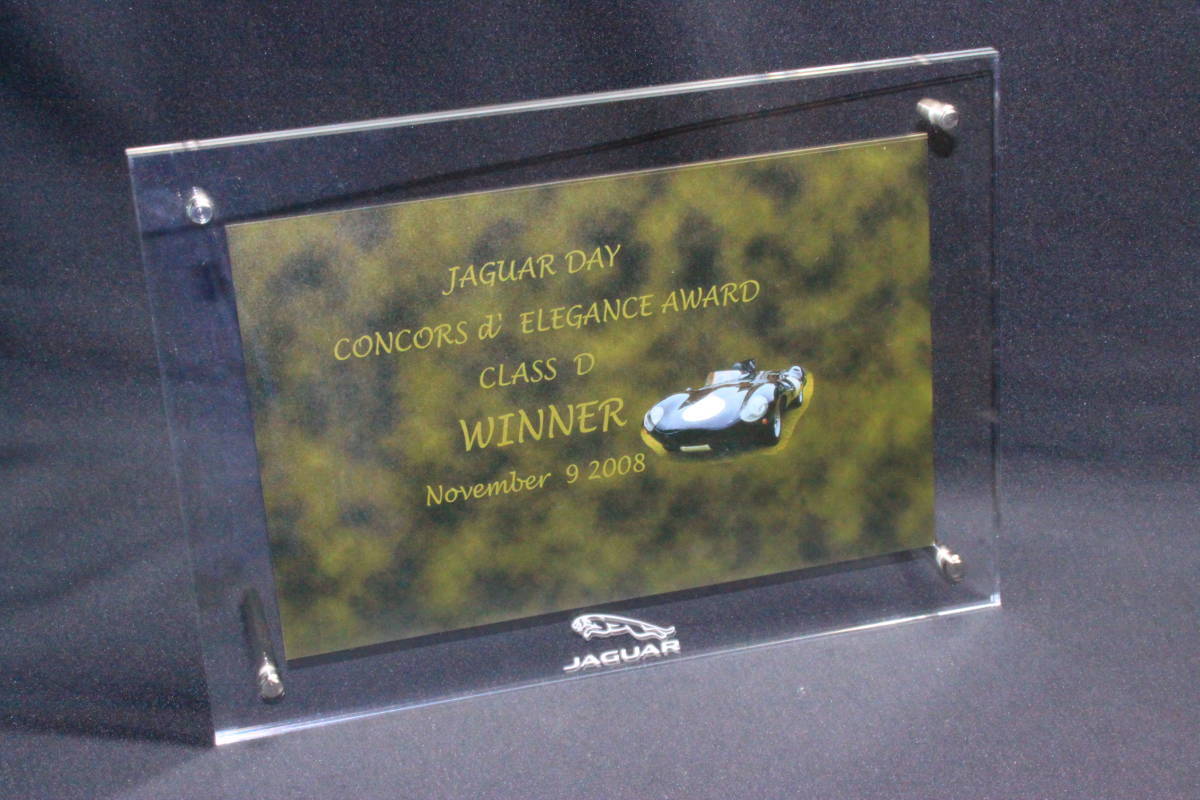 JAGUAR DAY
CONCORS d' ELEGANCE AWARD
CLASS D
WINNER
November 9 2008
JAGUAR